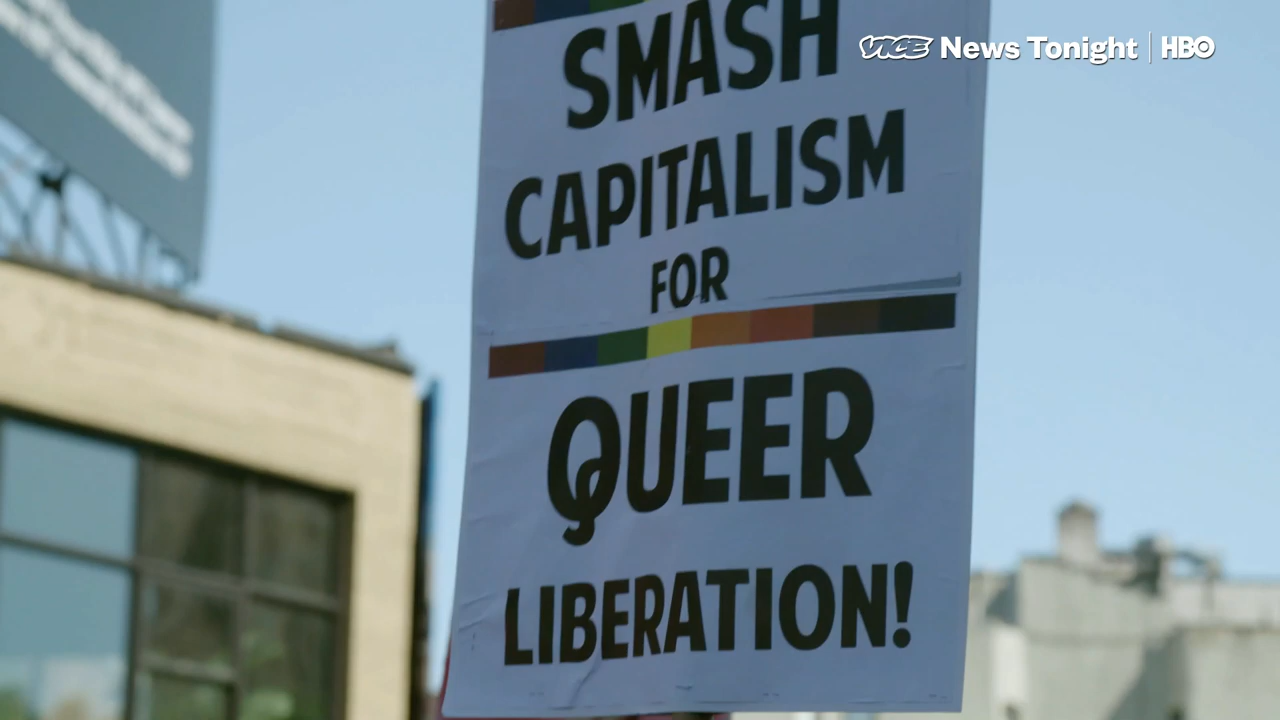 VICE News Tonight | HBO
SMASH
CAPITALISM
FOR
QUEER
LIBERATION!